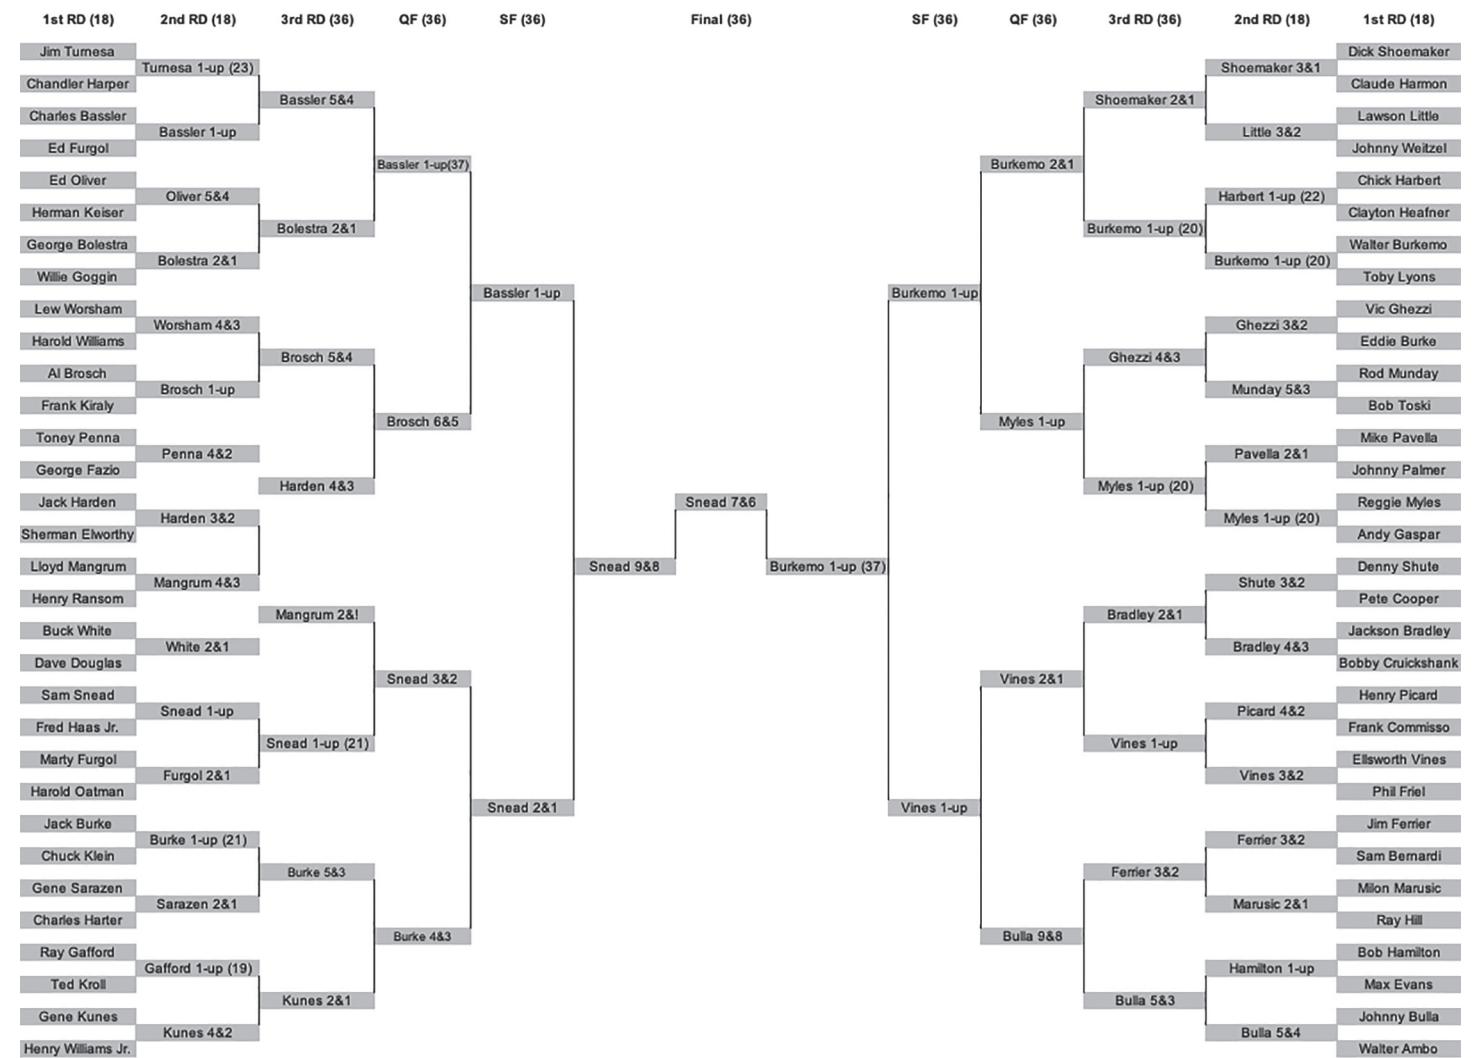 1st RD (18) 2nd RD (18) 3rd RD (36) QF (36) SF (36) Final (36) SF (36) QF (36) 3rd RD (36) 2nd RD (18) 1st RD (18)
Jim Turnesa Dick Shoemaker
Turnesa 1-up (23) Shoemaker 3&1
Chandler Harper Claude Harmon
Bassler 5&4 Shoemaker 2&1
Charles Bassler Lawson Little
Bassler 1-up Little 3&2
Ed Furgol Johnny Weitzel
Bassler 1-up(37) Burkemo 2&1
Ed Oliver Chick Harbert
Oliver 5&4 Harbert 1-up (22)
Herman Keiser Clayton Heafner
Bolestra 2&1 Burkemo 1-up (20)
George Bolestra Walter Burkemo
Bolestra 2&1 Burkemo 1-up (20)
Willie Goggin Toby Lyons
Bassler 1-up Burkemo 1-up
Lew Worsham Vic Ghezzi
Worsham 4&3 Ghezzi 3&2
Harold Williams Eddie Burke
Brosch 5&4 Ghezzi 4&3
Al Brosch Rod Munday
Brosch 1-up Munday 5&3
Frank Kiraly Bob Toski
Brosch 6&5 Myles 1-up
Toney Penna Mike Pavella
Penna 4&2 Pavella 2&1
George Fazio Johnny Palmer
Harden 4&3 Myles 1-up (20)
Jack Harden Snead 7&6 Reggie Myles
Harden 3&2 Myles 1-up (20)
Sherman Elworthy Andy Gaspar
Lloyd Mangrum Snead 9&8 Burkemo 1-up (37) Denny Shute
Mangrum 4&3 Shute 3&2
Henry Ransom Pete Cooper
Mangrum 2&! Bradley 2&1
Buck White Jackson Bradley
White 2&1 Bradley 4&3
Dave Douglas Bobby Cruickshank
Snead 3&2 Vines 2&1
Sam Snead Henry Picard
Snead 1-up Picard 4&2
Fred Haas Jr. Frank Commisso
Snead 1-up (21) Vines 1-up
Marty Furgol Ellsworth Vines
Furgol 2&1 Vines 3&2
Harold Oatman Phil Friel
Snead 2&1 Vines 1-up
Jack Burke Jim Ferrier
Burke 1-up (21) Ferrier 3&2
Chuck Klein Sam Bernardi
Burke 5&3 Ferrier 3&2
Gene Sarazen Milon Marusic
Sarazen 2&1 Marusic 2&1
Charles Harter Ray Hill
Burke 4&3 Bulla 9&8
Ray Gafford Bob Hamilton
Gafford 1-up (19) Hamilton 1-up
Ted Kroll Max Evans
Kunes 2&1 Bulla 5&3
Gene Kunes Johnny Bulla
Kunes 4&2 Bulla 5&4
Henry Williams Jr. Walter Ambo